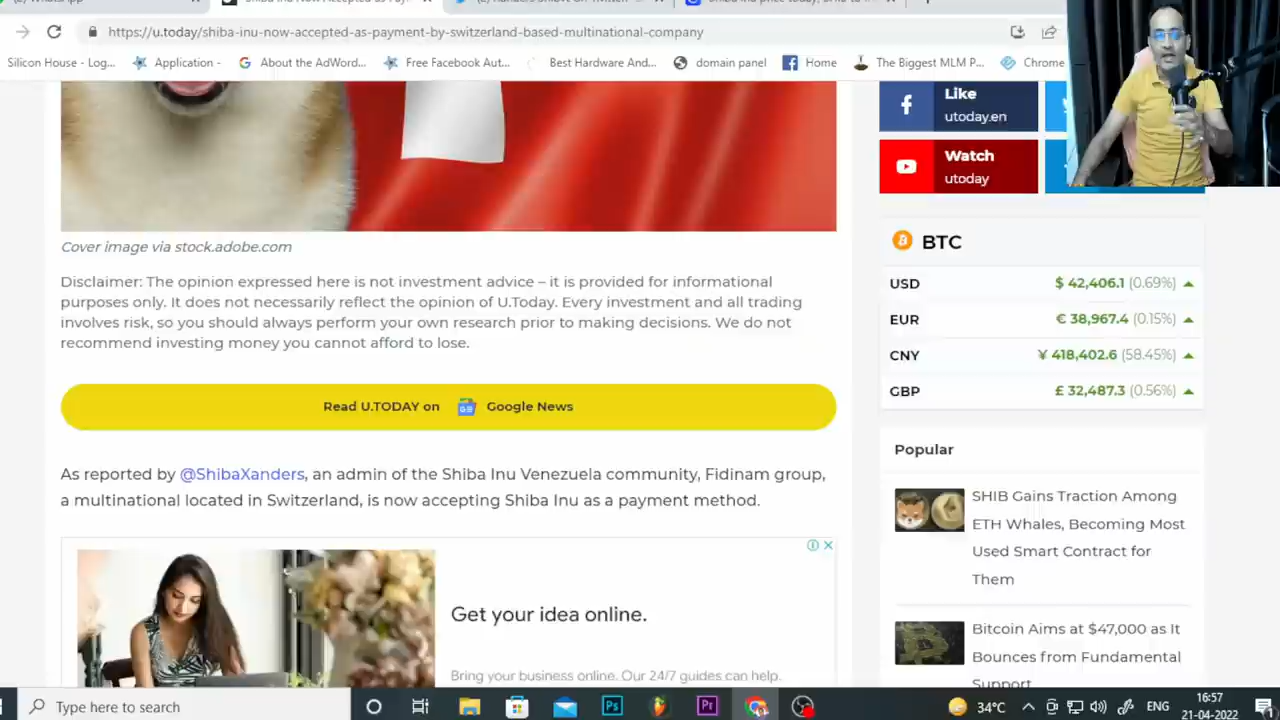 Shiba Inu Now Accepted as Pay
https://u.today/shiba-inu-now-accepted-as-payment-by-switzerland-based-multinational-company
Silicon House - Log...
Application -
About the AdWord...
Free Facebook Aut...
Best Hardware And...
domain panel
Home
The Biggest MLM P...
Chrome
Like
utoday.en
Watch
utoday
Cover image via stock.adobe.com
Disclaimer: The opinion expressed here is not investment advice – it is provided for informational
purposes only. It does not necessarily reflect the opinion of U.Today. Every investment and all trading
involves risk, so you should always perform your own research prior to making decisions. We do not
recommend investing money you cannot afford to lose.
Read U.TODAY on Google News
As reported by @ShibaXanders, an admin of the Shiba Inu Venezuela community, Fidinam group,
a multinational located in Switzerland, is now accepting Shiba Inu as a payment method.
Get your idea online.
Bring your business online. Our 24/7 guides can help.
BTC
USD $ 42,406.1 (0.69%)
EUR € 38,967.4 (0.15%)
CNY ¥ 418,402.6 (58.45%)
GBP £ 32,487.3 (0.56%)
Popular
SHIB Gains Traction Among
ETH Whales, Becoming Most
Used Smart Contract for
Them
Bitcoin Aims at $47,000 as It
Bounces from Fundamental
Support
Type here to search
Ps
Pr
34°C
ENG
16:57
21-04-2022